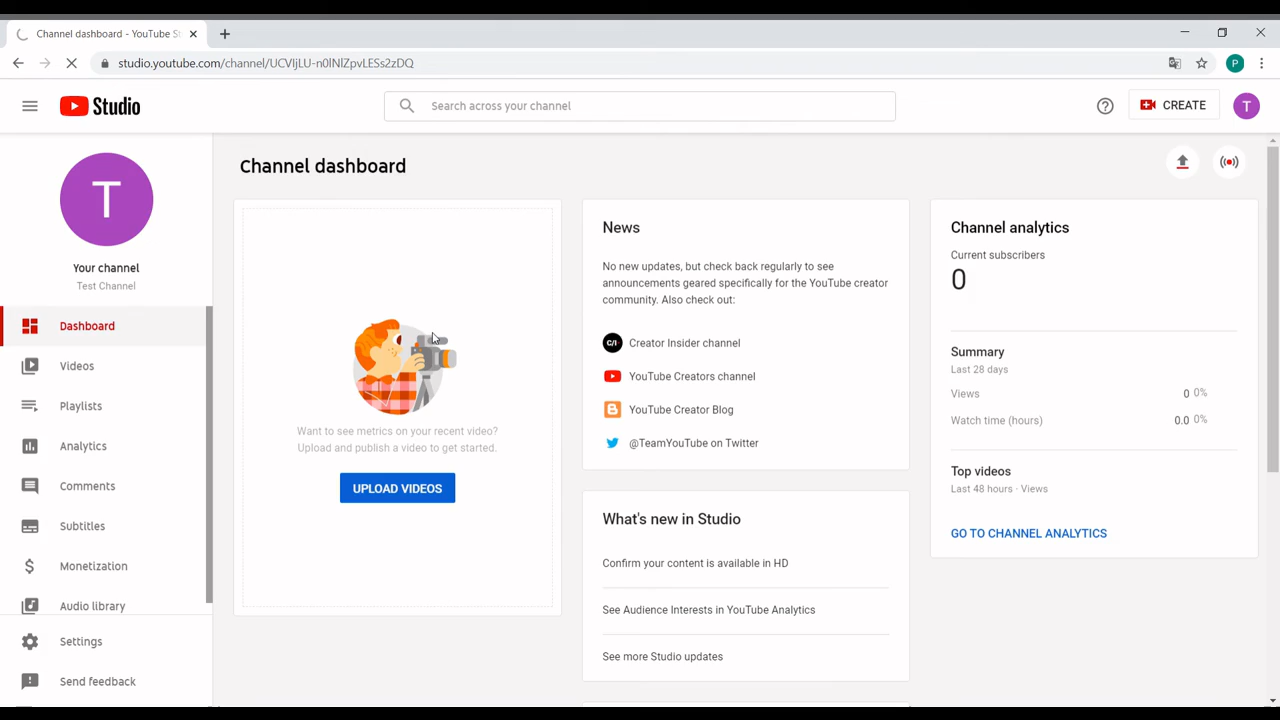 Channel dashboard - YouTube S
studio.youtube.com/channel/UCVIjLU-n0lNlZpvLESs2zDQ
P
Studio
Search across your channel
CREATE
T
T
Your channel
Test Channel
Dashboard
Videos
Playlists
Analytics
Comments
Subtitles
Monetization
Audio library
Settings
Send feedback
Channel dashboard
Want to see metrics on your recent video?
Upload and publish a video to get started.
UPLOAD VIDEOS
News
No new updates, but check back regularly to see
announcements geared specifically for the YouTube creator
community. Also check out:
C/I
Creator Insider channel
YouTube Creators channel
YouTube Creator Blog
@TeamYouTube on Twitter
What's new in Studio
Confirm your content is available in HD
See Audience Interests in YouTube Analytics
See more Studio updates
Channel analytics
Current subscribers
0
Summary
Last 28 days
Views 0 0%
Watch time (hours) 0.0 0%
Top videos
Last 48 hours · Views
GO TO CHANNEL ANALYTICS